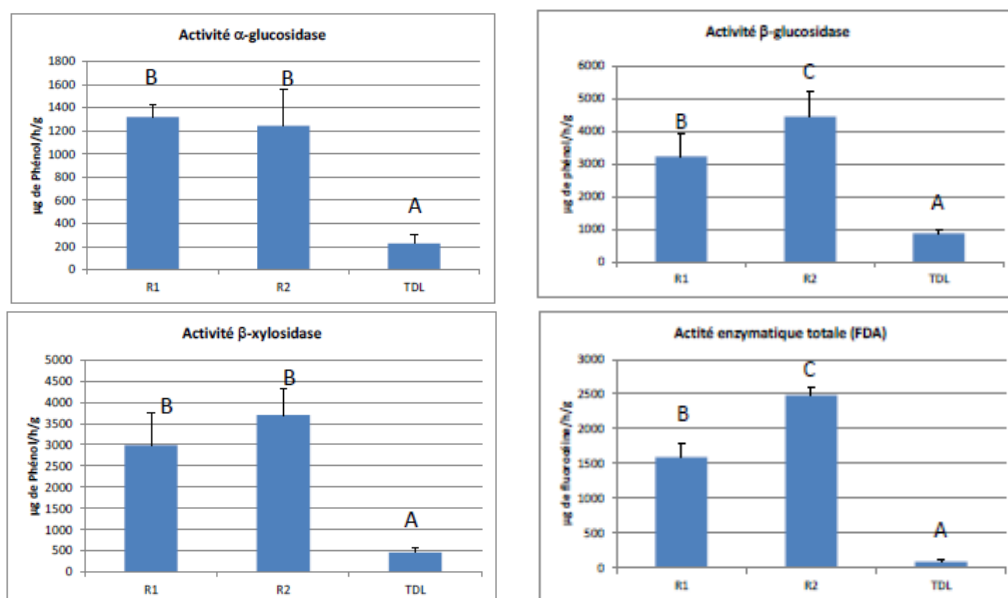 Activité α-glucosidase
µg de Phénol/h/g
1800
1600
1400
1200
1000
800
600
400
200
0
B
B
A
R1
R2
TDL
Activité β-glucosidase
µg de phénol/h/g
6000
5000
4000
3000
2000
1000
0
B
C
A
R1
R2
TDL
Activité β-xylosidase
µg de Phénol/h/g
5000
4500
4000
3500
3000
2500
2000
1500
1000
500
0
B
B
A
R1
R2
TDL
Actité enzymatique totale (FDA)
µg de fluoroceïne/h/g
3000
2500
2000
1500
1000
500
0
B
C
A
R1
R2
TDL